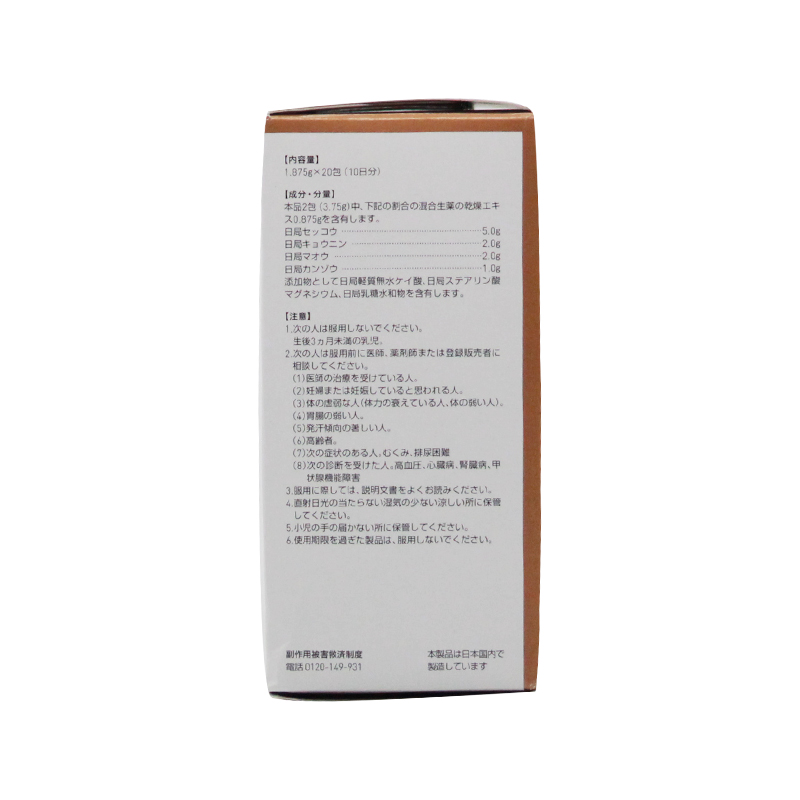 【内容量】
1.875g×20包（10日分）
【成分・分量】
本品2包（3.75g）中、下記の割合の混合生薬の乾燥エキ
ス0.875gを含有します。
日局セッコウ……………………5.0g
日局キョウニン…………………2.0g
日局マオウ………………………2.0g
日局カンゾウ……………………1.0g
添加物として日局軽質無水ケイ酸、日局ステアリン酸
マグネシウム、日局乳糖水和物を含有します。
【注意】
1.次の人は服用しないでください。
生後3ヵ月未満の乳児。
2.次の人は服用前に医師、薬剤師または登録販売者に
相談してください。
（1）医師の治療を受けている人。
（2）妊婦または妊娠していると思われる人。
（3）体の虚弱な人（体力の衰えている人、体の弱い人）。
（4）胃腸の弱い人。
（5）発汗傾向の著しい人。
（6）高齢者。
（7）次の症状のある人。むくみ、排尿困難
（8）次の診断を受けた人。高血圧、心臓病、腎臓病、甲
状腺機能障害
3.服用に際しては、説明文書をよくお読みください。
4.直射日光の当たらない湿気の少ない涼しい所に保管
してください。
5.小児の手の届かない所に保管してください。
6.使用期限を過ぎた製品は、服用しないでください。
副作用被害救済制度
電話0120-149-931
本製品は日本国内で
製造しています